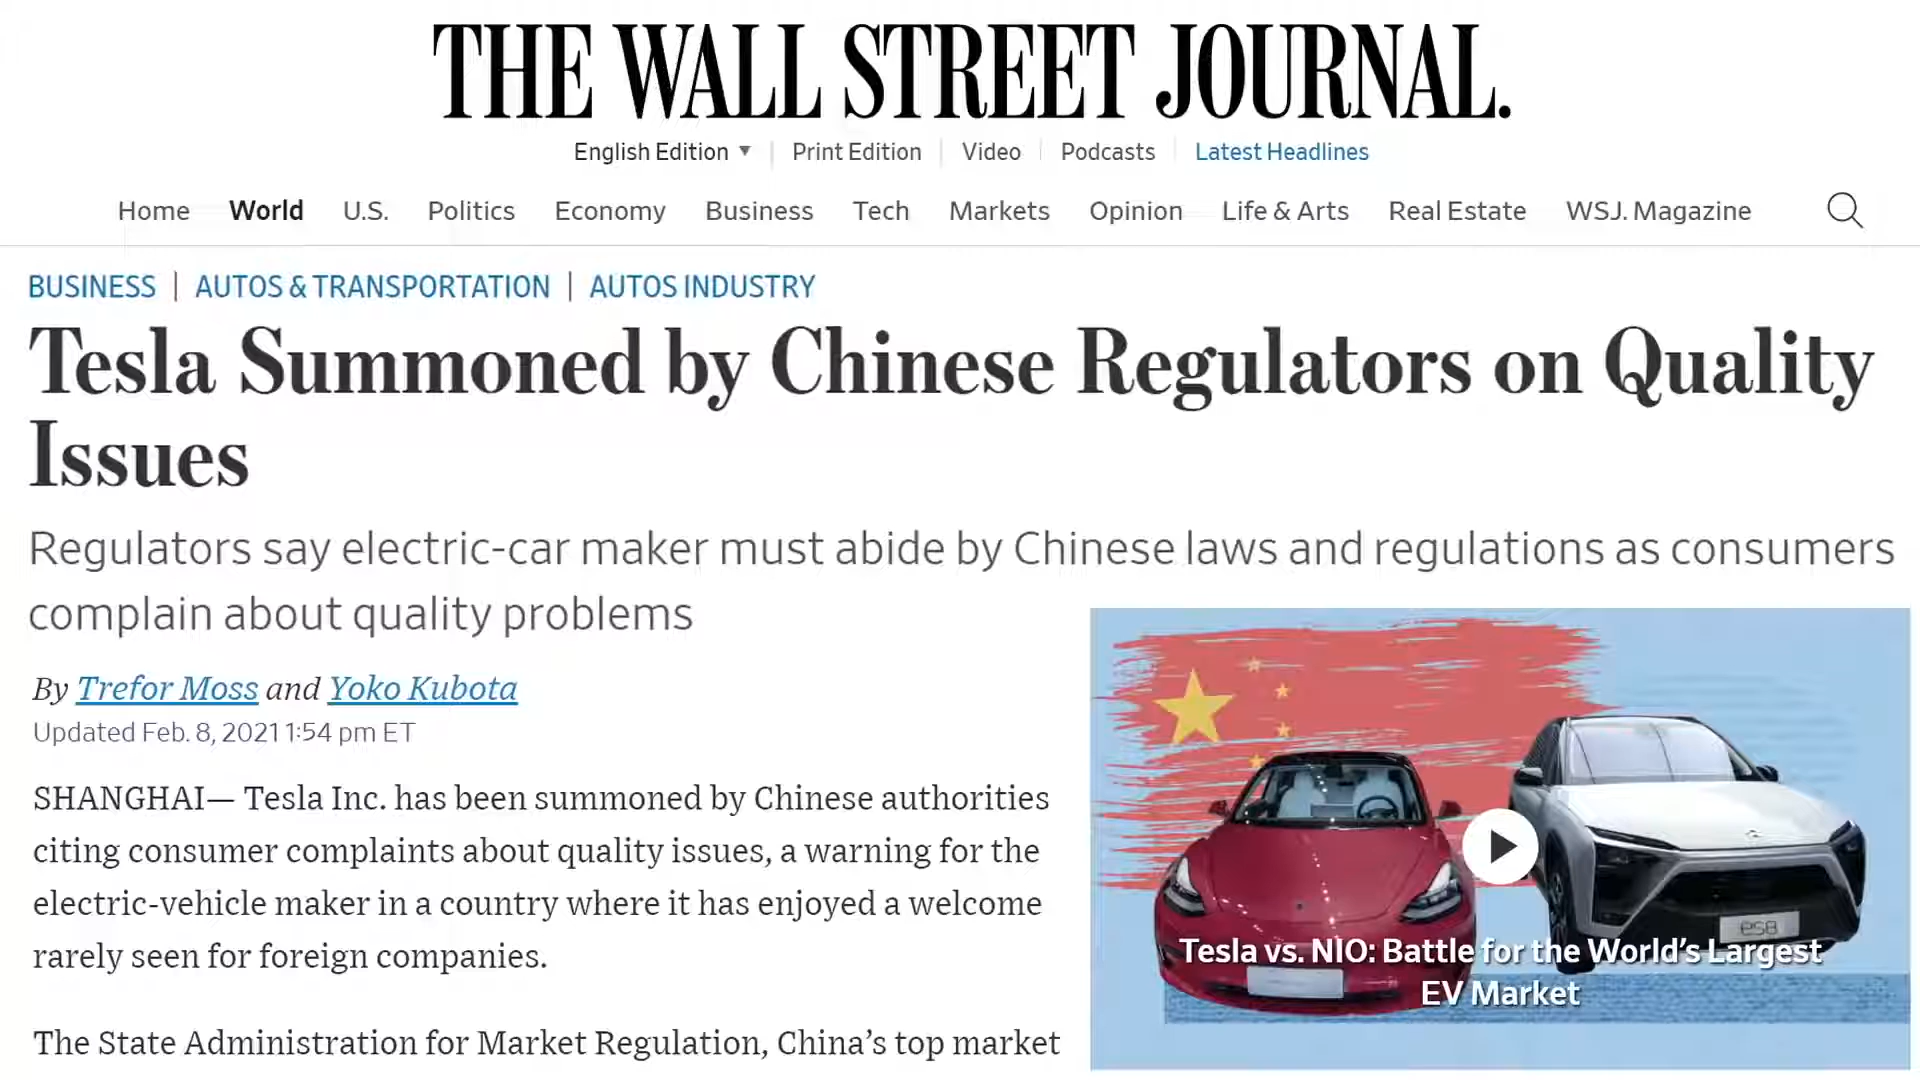 THE WALL STREET JOURNAL.
English Edition ▼ | Print Edition | Video | Podcasts | Latest Headlines
Home World U.S. Politics Economy Business Tech Markets Opinion Life & Arts Real Estate WSJ. Magazine
BUSINESS | AUTOS & TRANSPORTATION | AUTOS INDUSTRY
Tesla Summoned by Chinese Regulators on Quality
Issues
Regulators say electric-car maker must abide by Chinese laws and regulations as consumers
complain about quality problems
By Trefor Moss and Yoko Kubota
Updated Feb. 8, 2021 1:54 pm ET
SHANGHAI— Tesla Inc. has been summoned by Chinese authorities
citing consumer complaints about quality issues, a warning for the
electric-vehicle maker in a country where it has enjoyed a welcome
rarely seen for foreign companies.
The State Administration for Market Regulation, China's top market
es8
Tesla vs. NIO: Battle for the World's Largest
EV Market